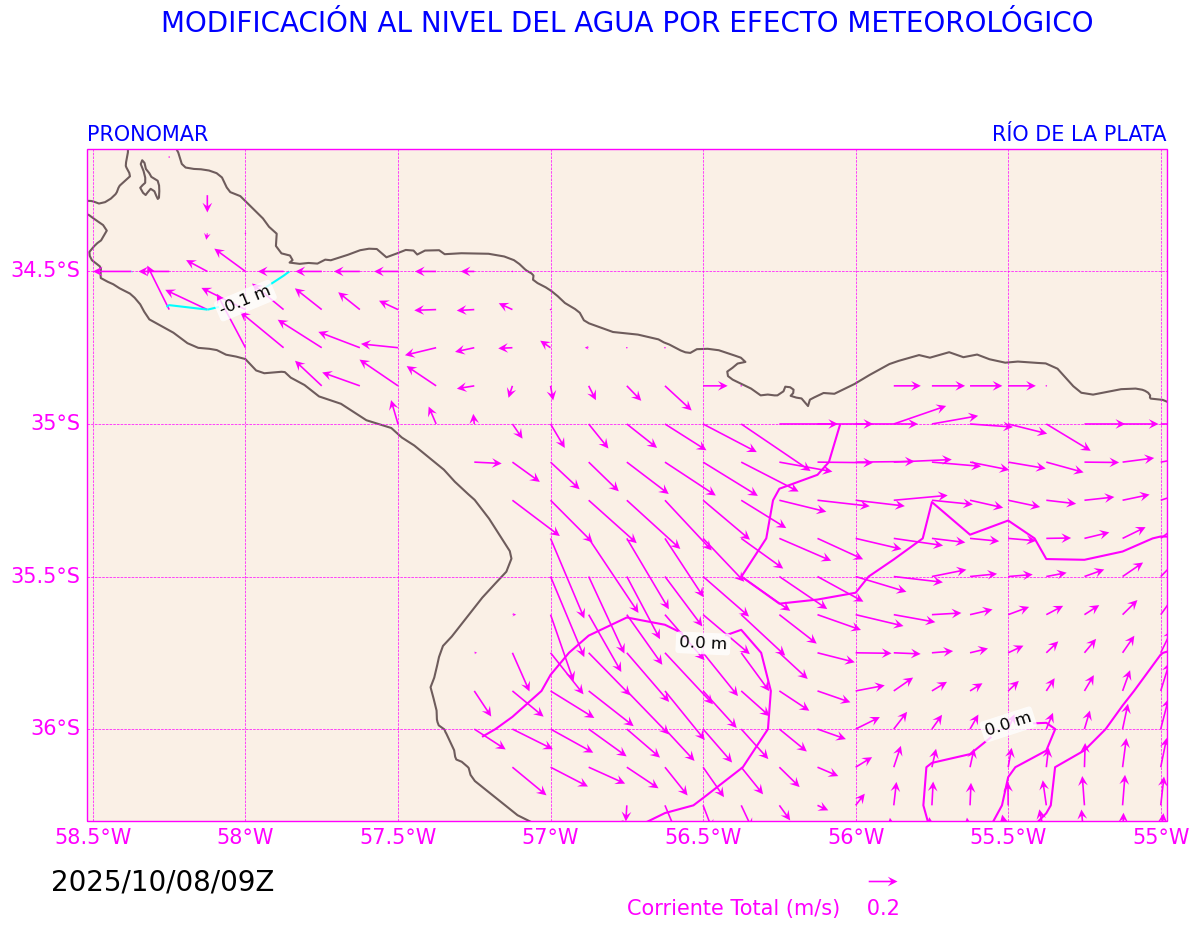 MODIFICACIÓN AL NIVEL DEL AGUA POR EFECTO METEOROLÓGICO
PRONOMAR
RÍO DE LA PLATA
34.5°S
-0.1 m
35°S
35.5°S
0.0 m
36°S
0.0 m
58.5°W
58°W
57.5°W
57°W
56.5°W
56°W
55.5°W
55°W
2025/10/08/09Z
Corriente Total (m/s)
0.2